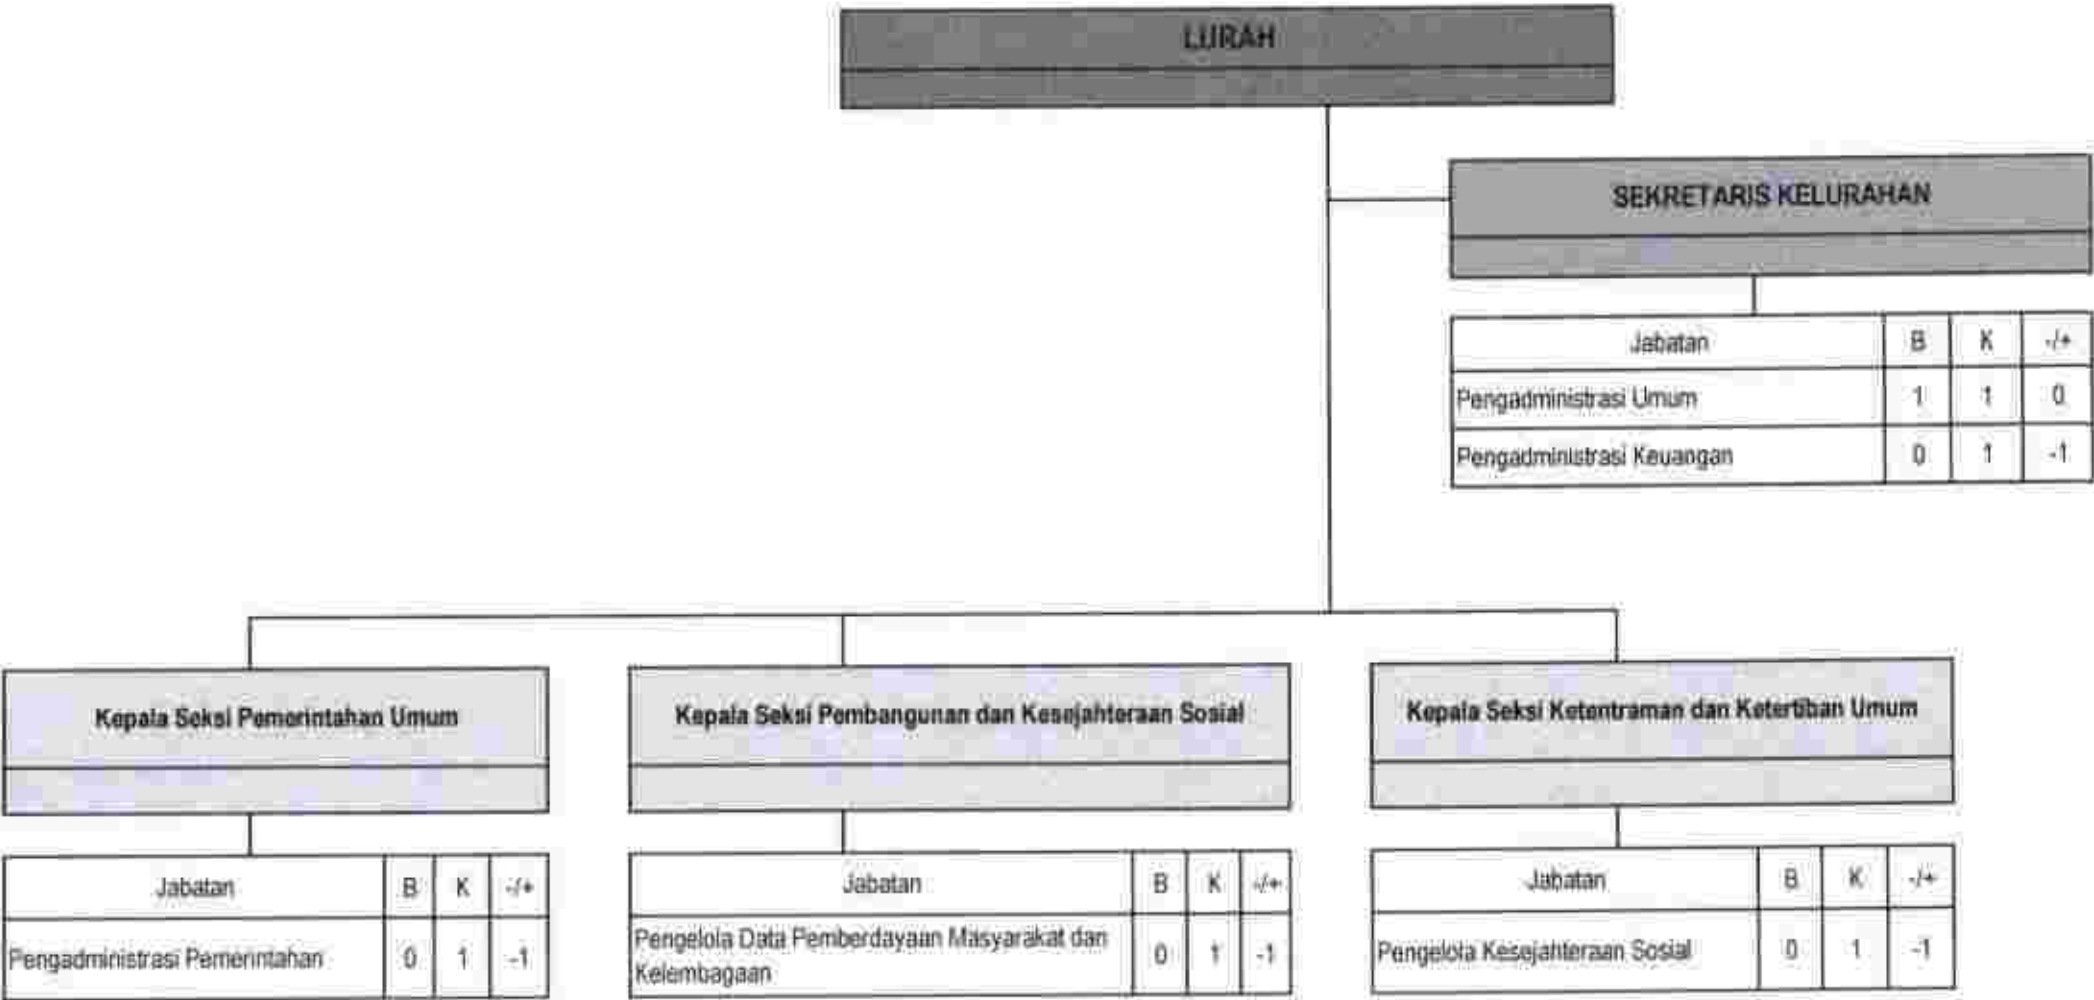 LURAH
SEKRETARIS KELURAHAN
Jabatan B K -/+
Pengadministrasi Umum 1 1 0
Pengadministrasi Keuangan 0 1 -1
Kepala Seksi Pemerintahan Umum
Kepala Seksi Pembangunan dan Kesejahteraan Sosial
Kepala Seksi Ketentraman dan Ketertiban Umum
Jabatan B K -/+
Pengadministrasi Pemerintahan 0 1 -1
Jabatan B K -/+
Pengelola Data Pemberdayaan Masyarakat dan
Kelembagaan 0 1 -1
Jabatan B K -/+
Pengelola Kesejahteraan Sosial 0 1 -1